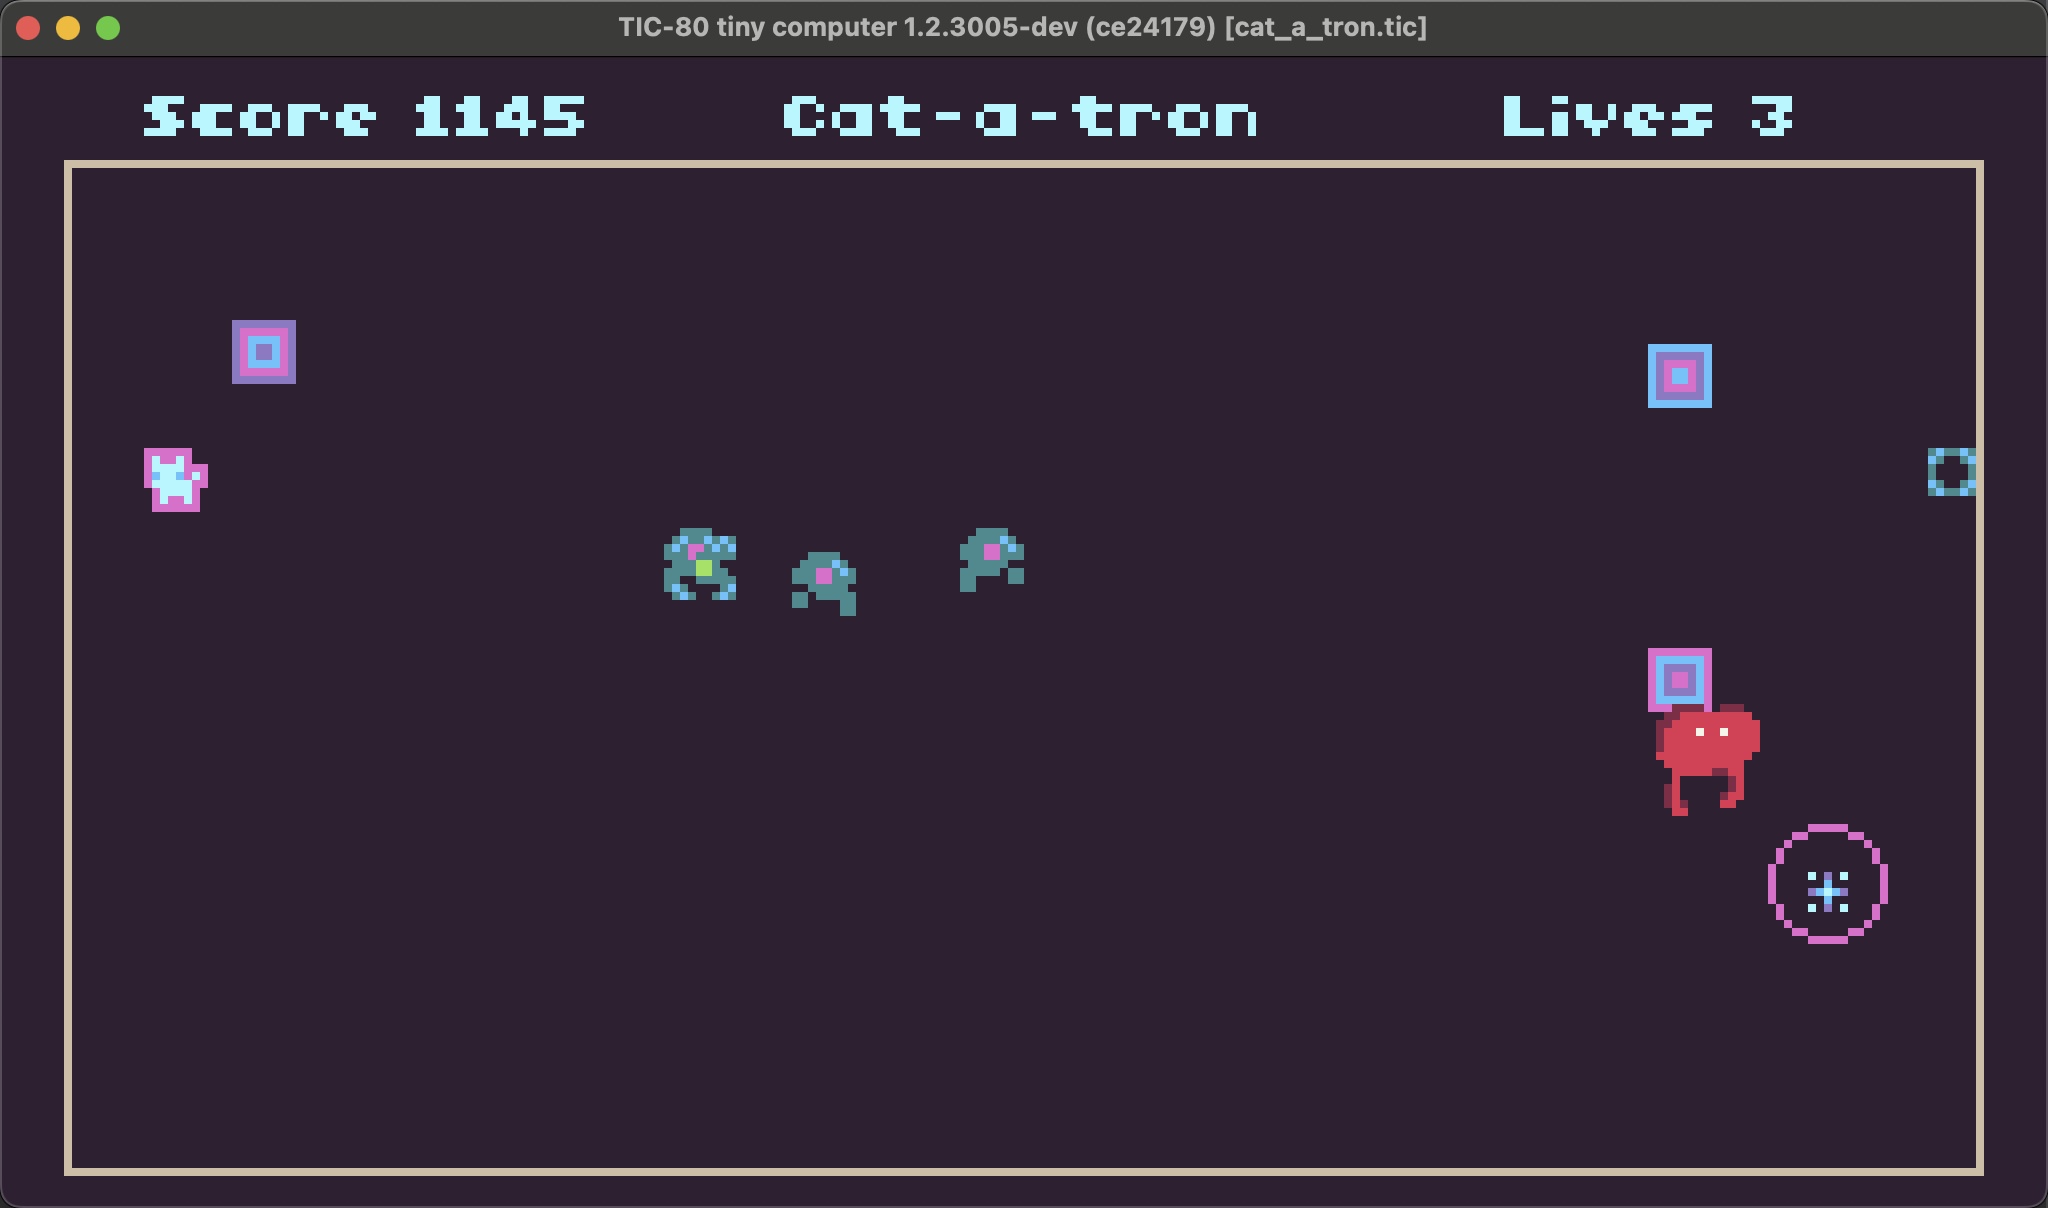 TIC-80 tiny computer 1.2.3005-dev (ce24179) [cat_a_tron.tic]
Score 1145 Cat-a-tron Lives 3